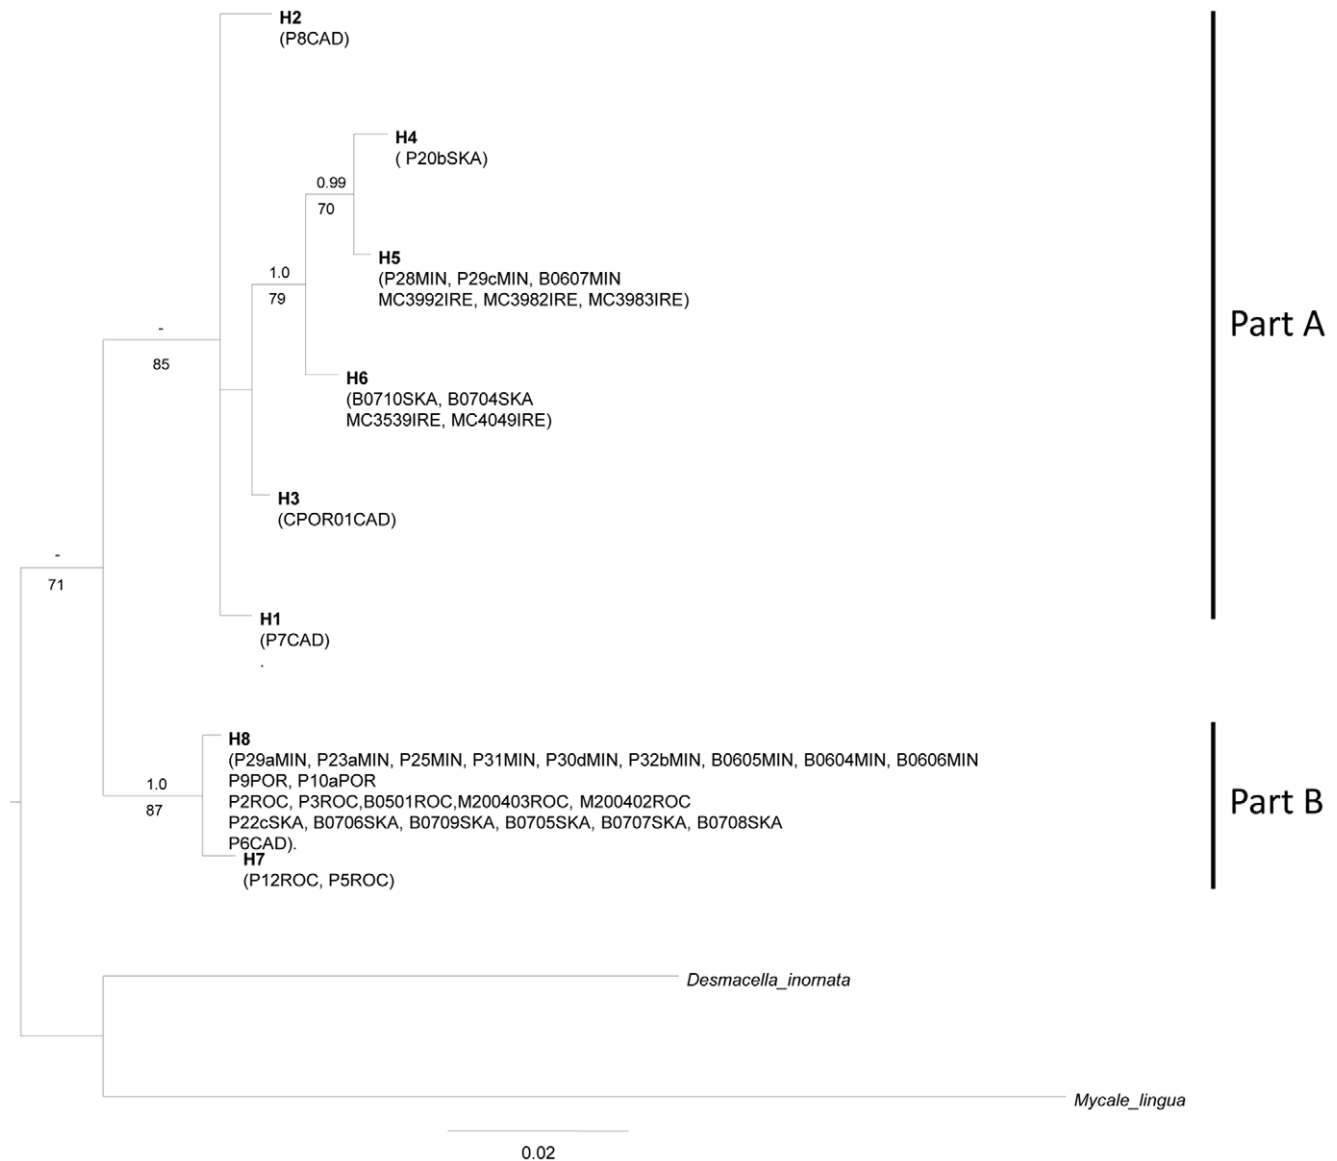 H2
(P8CAD)
H4
( P20bSKA)
0.99
70
H5
(P28MIN, P29cMIN, B0607MIN
MC3992IRE, MC3982IRE, MC3983IRE)
1.0
79
Part A
-
85
H6
(B0710SKA, B0704SKA
MC3539IRE, MC4049IRE)
H3
(CPOR01CAD)
-
71
H1
(P7CAD)
.
H8
(P29aMIN, P23aMIN, P25MIN, P31MIN, P30dMIN, P32bMIN, B0605MIN, B0604MIN, B0606MIN
P9POR, P10aPOR
P2ROC, P3ROC,B0501ROC,M200403ROC, M200402ROC
P22cSKA, B0706SKA, B0709SKA, B0705SKA, B0707SKA, B0708SKA
P6CAD).
1.0
87
Part B
H7
(P12ROC, P5ROC)
Desmacella_inornata
Mycale_lingua
0.02